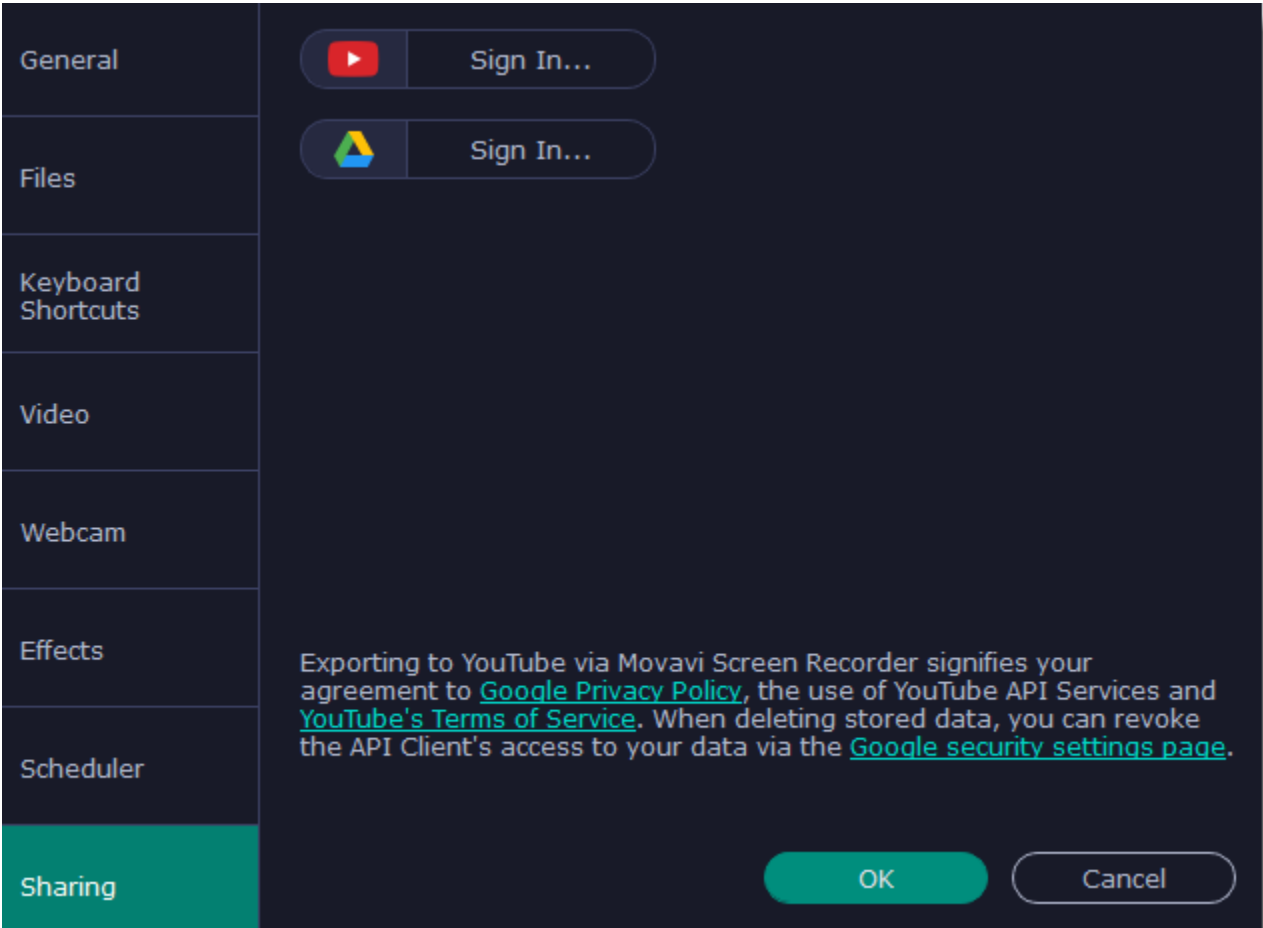 General
Files
Keyboard
Shortcuts
Video
Webcam
Effects
Scheduler
Sharing
Sign In...
Sign In...
Exporting to YouTube via Movavi Screen Recorder signifies your
agreement to Google Privacy Policy, the use of YouTube API Services and
YouTube's Terms of Service. When deleting stored data, you can revoke
the API Client's access to your data via the Google security settings page.
OK
Cancel